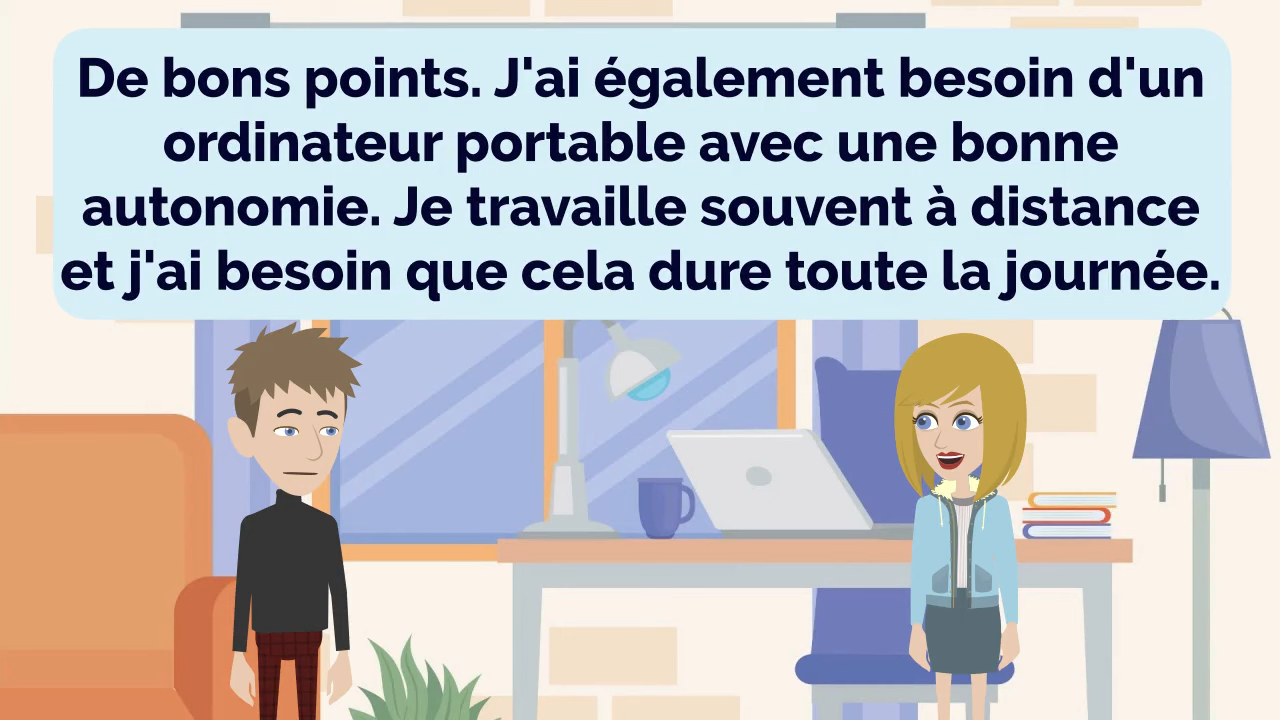 De bons points. J'ai également besoin d'un
ordinateur portable avec une bonne
autonomie. Je travaille souvent à distance
et j'ai besoin que cela dure toute la journée.